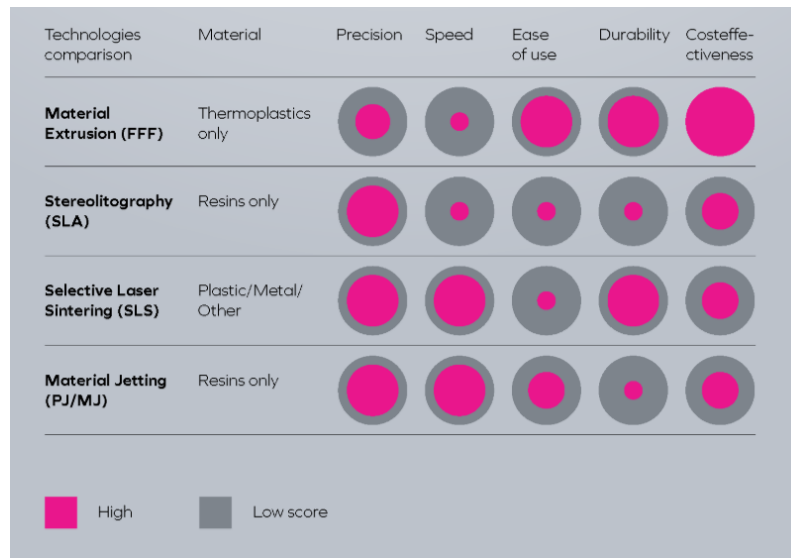 Technologies comparison
Material
Precision
Speed
Ease of use
Durability
Costeffe-
ctiveness
Material
Extrusion (FFF)
Thermoplastics
only
Stereolitography
(SLA)
Resins only
Selective Laser
Sintering (SLS)
Plastic/Metal/
Other
Material Jetting
(PJ/MJ)
Resins only
High
Low score